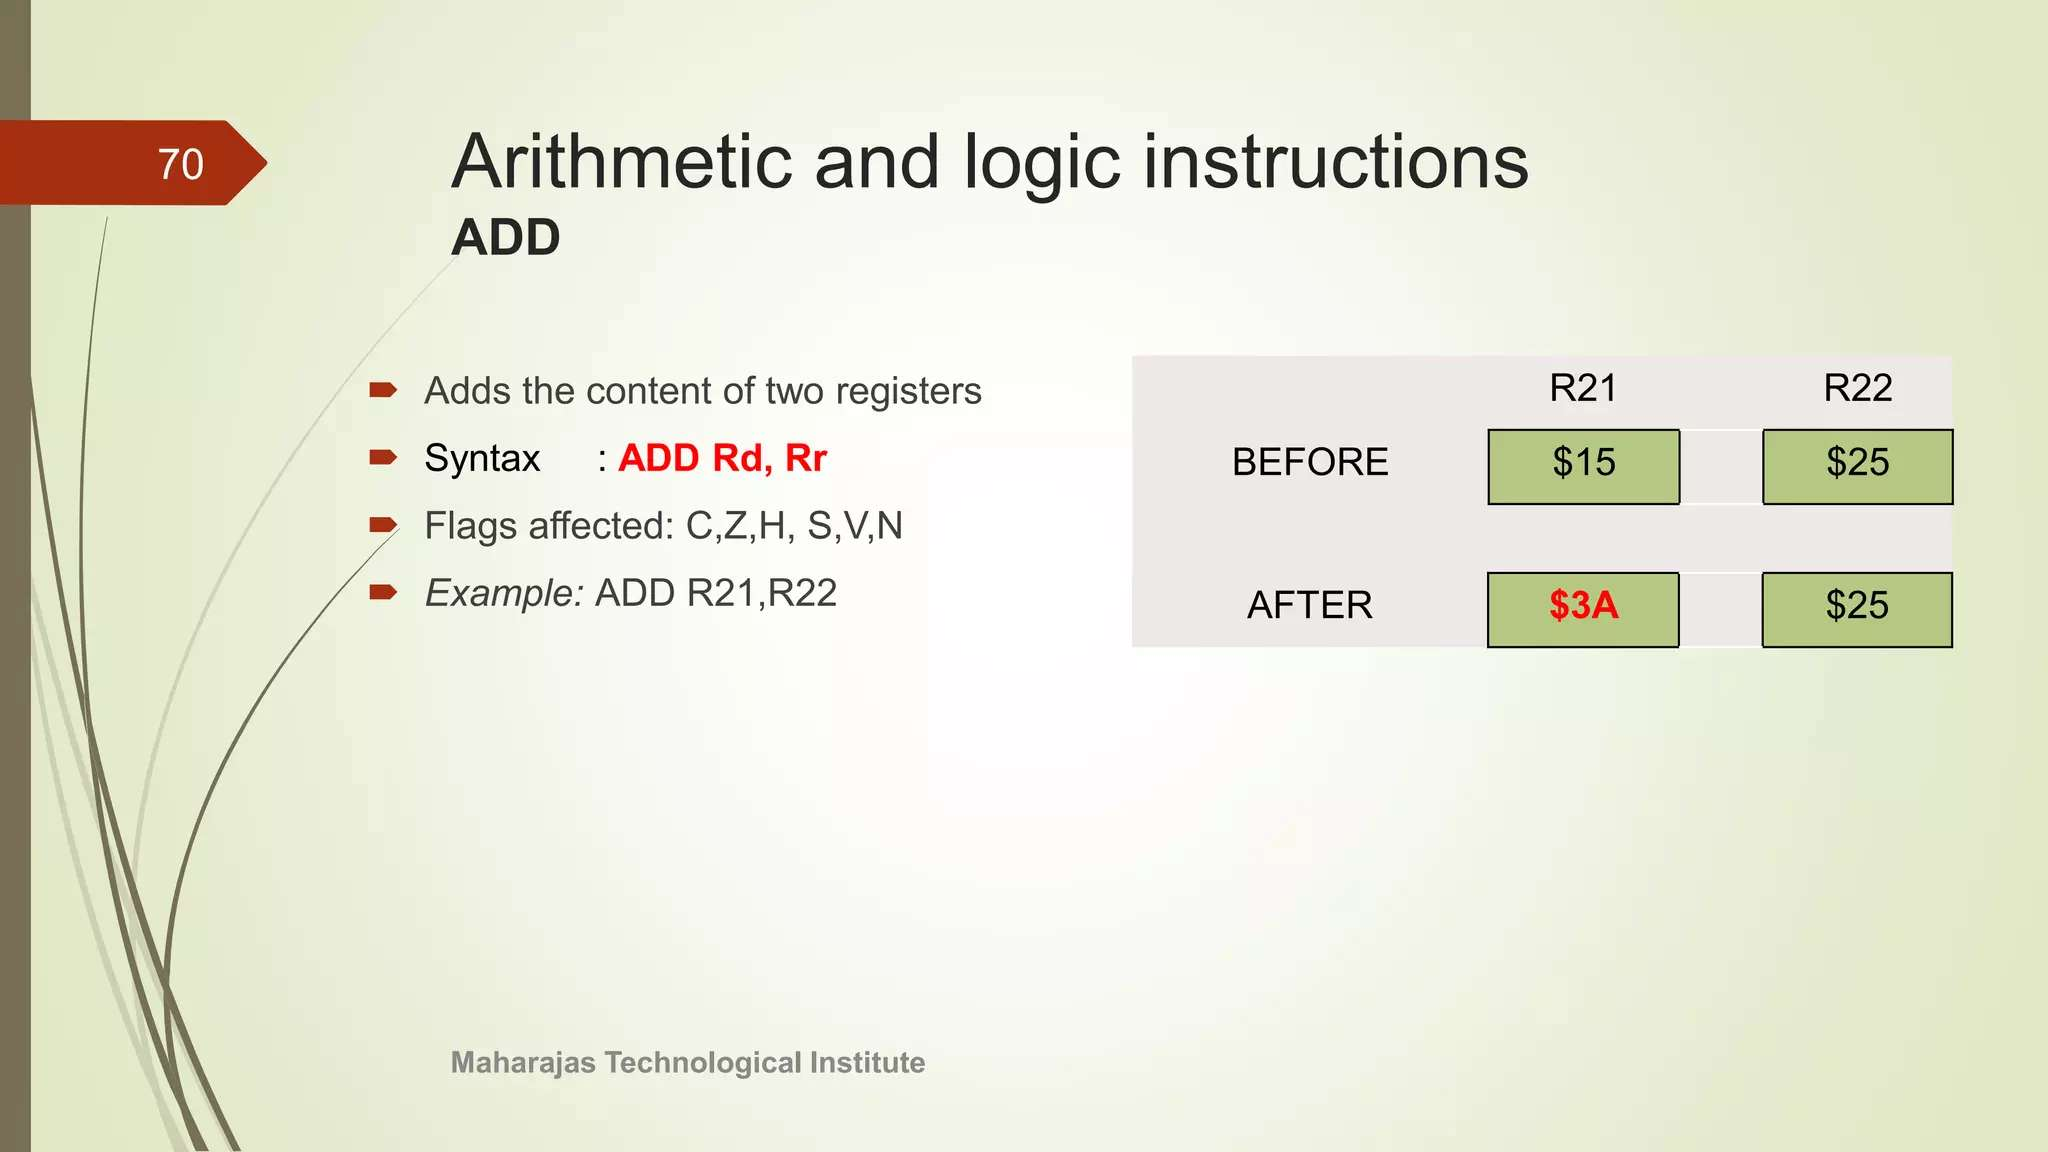 70
Arithmetic and logic instructions
ADD
Adds the content of two registers
Syntax : ADD Rd, Rr
Flags affected: C,Z,H, S,V,N
Example: ADD R21,R22
R21 R22
BEFORE $15 $25
AFTER $3A $25
Maharajas Technological Institute